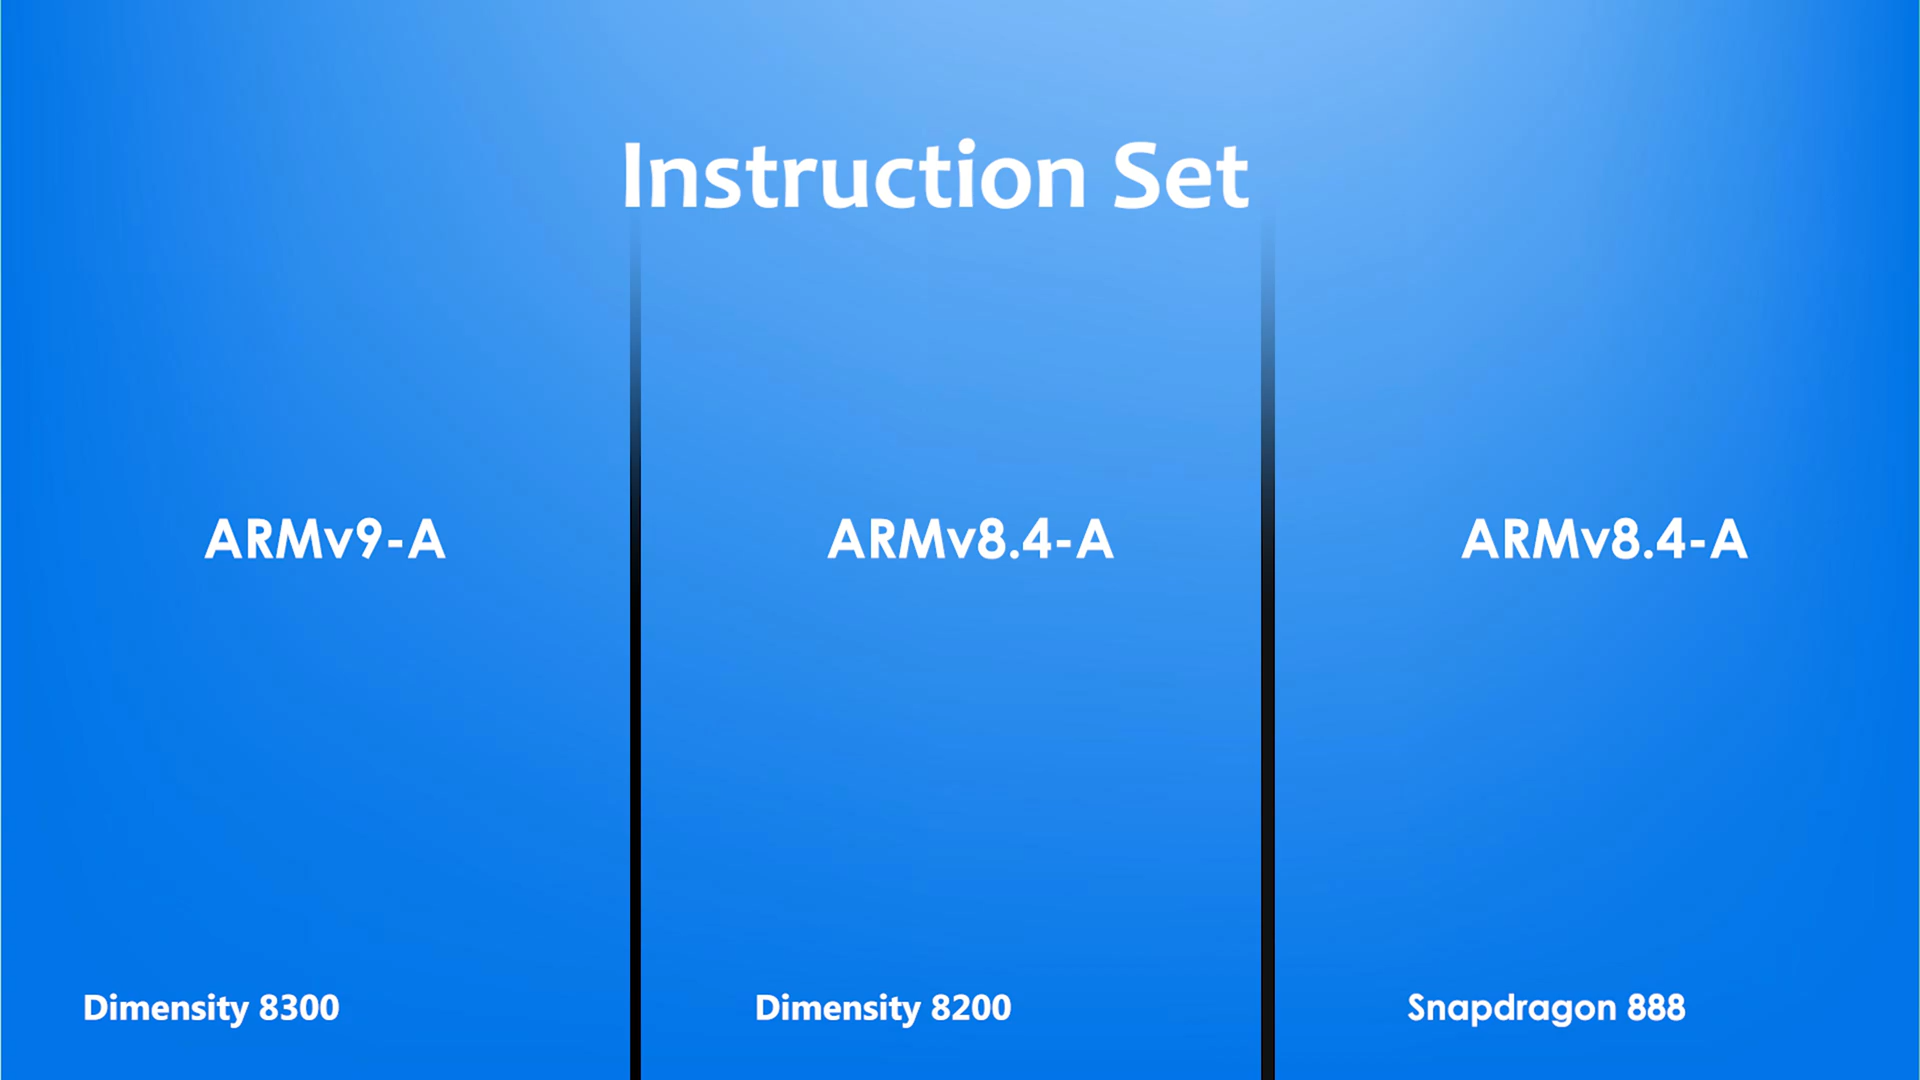 Instruction Set
ARMv9-A
ARMv8.4-A
ARMv8.4-A
Dimensity 8300
Dimensity 8200
Snapdragon 888